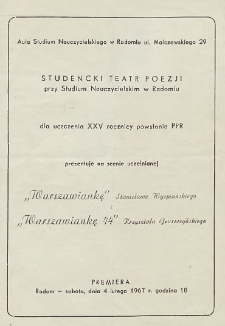 Aula Studium Nauczycielskiego w Radomiu ul. Malczewskiego 29
STUDENCKI TEATR POEZJI
przy Studium Nauczycielskim w Radomiu
dla uczczenia XXV rocznicy powstania PPR
prezentuje na scenie uczelnianej
„Warszawiankę" Stanisława Wyspiańskiego
i
„Warszawiankę 44" Krzysztofa Gruszczyńskiego
PREMIERA
Radom — sobota, dnia 4 lutego 1967 r. godzina 18